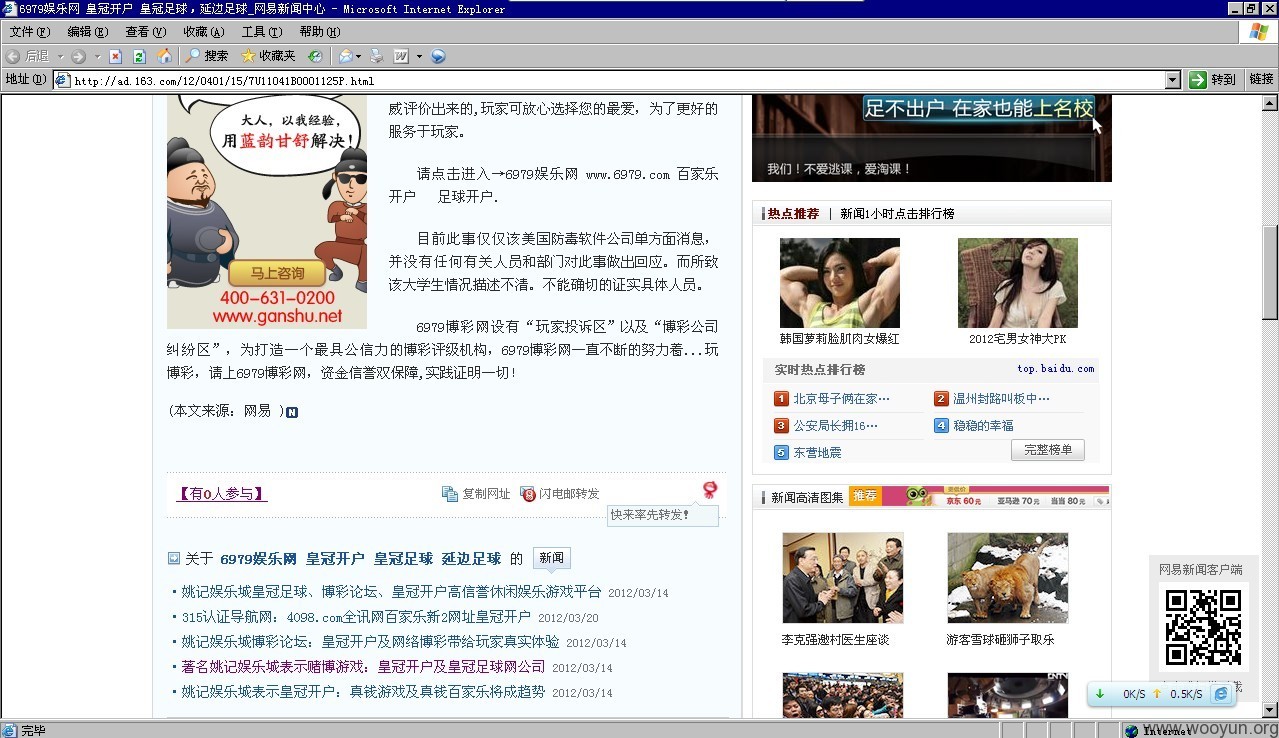 6979娱乐网 皇冠开户 皇冠足球，延边足球_网易新闻中心 - Microsoft Internet Explorer
文件(F) 编辑(E) 查看(V) 收藏(A) 工具(T) 帮助(H)
后退 搜索 收藏夹
地址(D) http://ad.163.com/12/0401/15/7U11041B0001125P.html 转到 链接
大人，以我经验，
用蓝韵甘舒解决！
马上咨询
400-631-0200
www.ganshu.net
威评价出来的,玩家可放心选择您的最爱，为了更好的
服务于玩家。
请点击进入→6979娱乐网 www.6979.com 百家乐
开户 足球开户.
目前此事仅仅该美国防毒软件公司单方面消息，
并没有任何有关人员和部门对此事做出回应。而所致
该大学生情况描述不清。不能确切的证实具体人员。
6979博彩网设有“玩家投诉区”以及“博彩公司
纠纷区”，为打造一个最具公信力的博彩评级机构，6979博彩网一直不断的努力着...玩
博彩，请上6979博彩网，资金信誉双保障,实践证明一切！
(本文来源：网易 )
【有0人参与】 复制网址 闪电邮转发
快来率先转发！
关于 6979娱乐网 皇冠开户 皇冠足球 延边足球 的 新闻
·姚记娱乐城皇冠足球、博彩论坛、皇冠开户高信誉休闲娱乐游戏平台 2012/03/14
·315认证导航网：4098.com全讯网百家乐新2网址皇冠开户 2012/03/20
·姚记娱乐城博彩论坛：皇冠开户及网络博彩带给玩家真实体验 2012/03/14
·著名姚记娱乐城表示赌博游戏：皇冠开户及皇冠足球网公司 2012/03/14
·姚记娱乐城表示皇冠开户：真钱游戏及真钱百家乐将成趋势 2012/03/14
足不出户 在家也能上名校
我们！不爱逃课，爱淘课！
热点推荐 | 新闻1小时点击排行榜
韩国萝莉脸肌肉女爆红 2012宅男女神大PK
实时热点排行榜 top.baidu.com
1 北京母子俩在家… 2 温州封路叫板中…
3 公安局长拥16… 4 稳稳的幸福
5 东营地震 完整榜单
新闻高清图集 推荐 京东 60元 亚马逊 70元 当当 80元
李克强邀村医生座谈 游客雪球砸狮子取乐
网易新闻客户端
0K/S 0.5K/S
完毕 Internet
www.wooyun.org